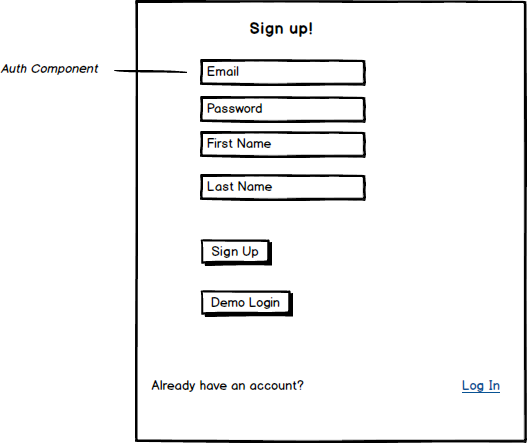 Sign up!
Auth Component
Email
Password
First Name
Last Name
Sign Up
Demo Login
Already have an account?
Log In